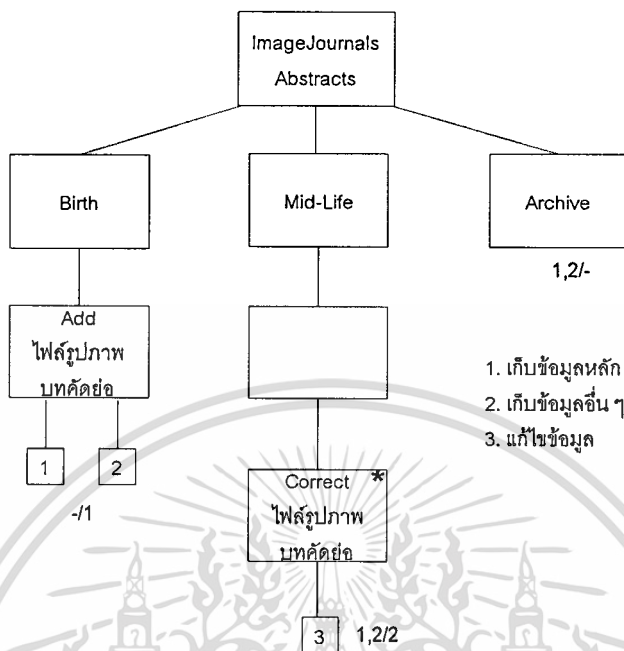 ImageJournals
Abstracts
Birth
Mid-Life
Archive
1,2/-
Add
ไฟล์รูปภาพ
บทคัดย่อ
1
2
-/1
1. เก็บข้อมูลหลัก
2. เก็บข้อมูลอื่น ๆ
3. แก้ไขข้อมูล
Correct *
ไฟล์รูปภาพ
บทคัดย่อ
3
1,2/2